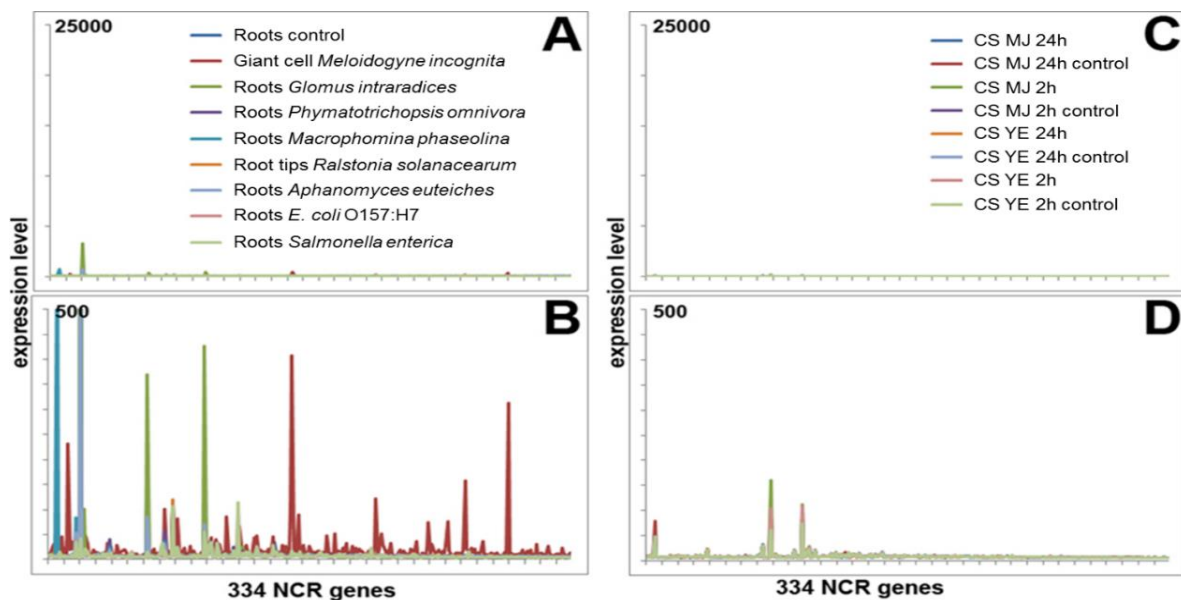 25000
A
Roots control
Giant cell Meloidogyne incognita
Roots Glomus intraradices
Roots Phymatotrichopsis omnivora
Roots Macrophomina phaseolina
Root tips Ralstonia solanacearum
Roots Aphanomyces euteiches
Roots E. coli O157:H7
Roots Salmonella enterica
expression level
500
B
334 NCR genes
25000
C
CS MJ 24h
CS MJ 24h control
CS MJ 2h
CS MJ 2h control
CS YE 24h
CS YE 24h control
CS YE 2h
CS YE 2h control
expression level
500
D
334 NCR genes